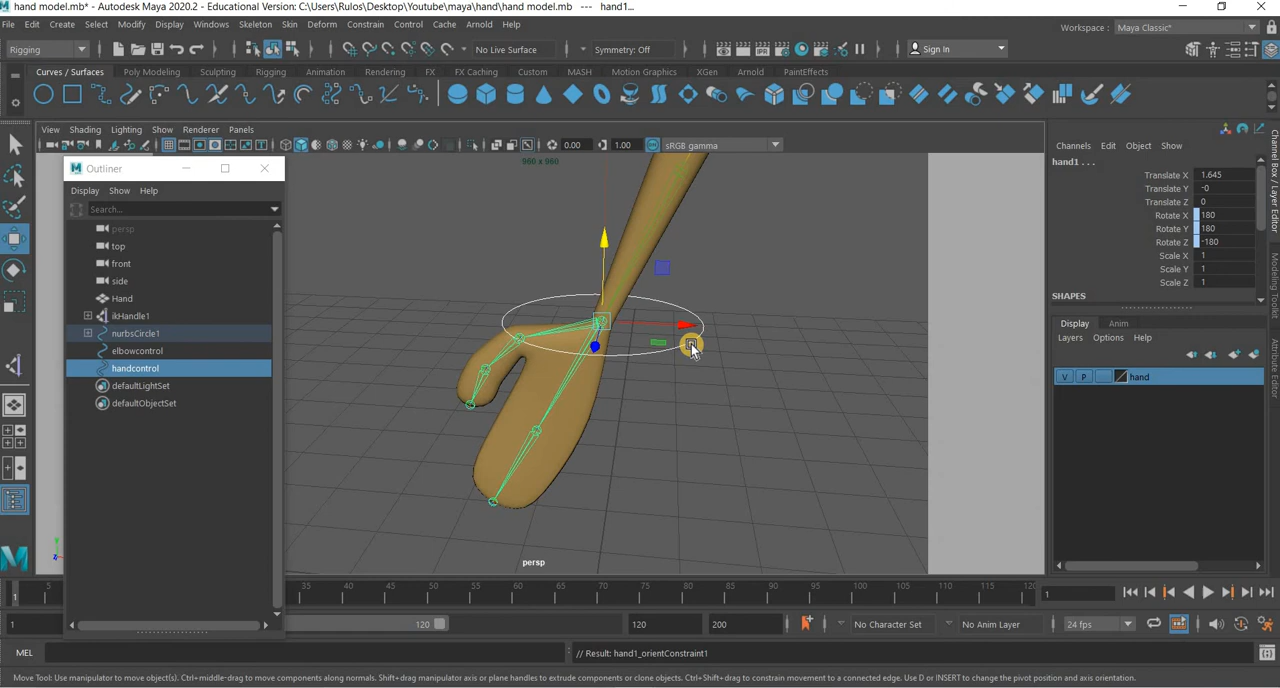 hand model.mb* - Autodesk Maya 2020.2 - Educational Version: C:\Users\Rulos\Desktop\Youtube\maya\hand\hand model.mb --- hand1...
File Edit Create Select Modify Display Windows Skeleton Skin Deform Constrain Control Cache Arnold Help
Workspace : Maya Classic*
Rigging No Live Surface Symmetry: Off Sign In
Curves / Surfaces Poly Modeling Sculpting Rigging Animation Rendering FX FX Caching Custom MASH Motion Graphics XGen Arnold PaintEffects
View Shading Lighting Show Renderer Panels
0.00 1.00 sRGB gamma
960 x 960
Outliner
Display Show Help
Search...
persp
top
front
side
Hand
ikHandle1
nurbsCircle1
elbowcontrol
handcontrol
defaultLightSet
defaultObjectSet
persp
Channels Edit Object Show
hand1 . . .
Translate X 1.645
Translate Y -0
Translate Z 0
Rotate X 180
Rotate Y 180
Rotate Z -180
Scale X 1
Scale Y 1
Scale Z 1
SHAPES
Display Anim
Layers Options Help
V P hand
Channel Box / Layer Editor
Modeling Toolkit
Attribute Editor
5 35 40 45 50 55 60 65 70 75 80 85 90 95 100 105 110 115 120
1 1
1 120 120 200 No Character Set No Anim Layer 24 fps
MEL // Result: hand1_orientConstraint1
Move Tool: Use manipulator to move object(s). Ctrl+middle-drag to move components along normals. Shift+drag manipulator axis or plane handles to extrude components or clone objects. Ctrl+Shift+drag to constrain movement to a connected edge. Use D or INSERT to change the pivot position and axis orientation.